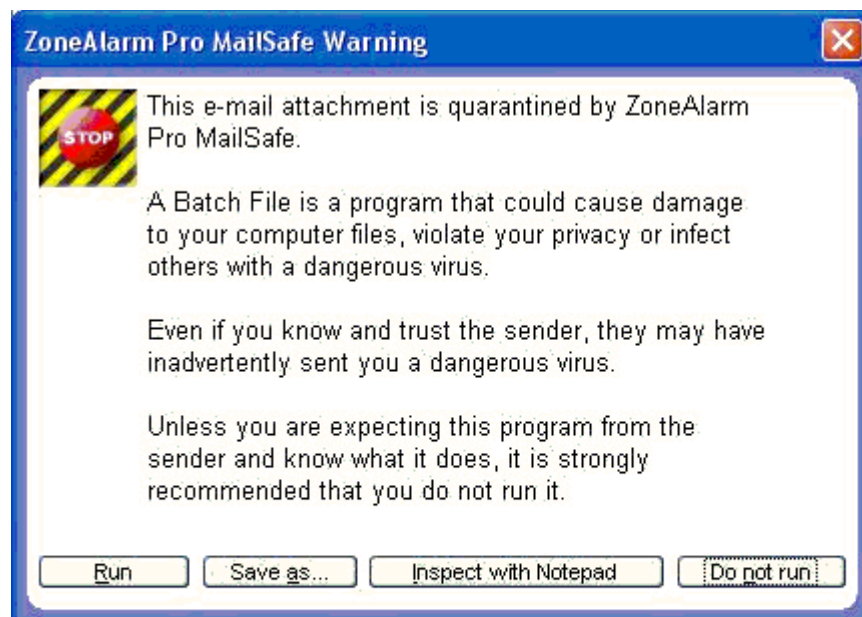 ZoneAlarm Pro MailSafe Warning
STOP
This e-mail attachment is quarantined by ZoneAlarm
Pro MailSafe.
A Batch File is a program that could cause damage
to your computer files, violate your privacy or infect
others with a dangerous virus.
Even if you know and trust the sender, they may have
inadvertently sent you a dangerous virus.
Unless you are expecting this program from the
sender and know what it does, it is strongly
recommended that you do not run it.
Run
Save as...
Inspect with Notepad
Do not run